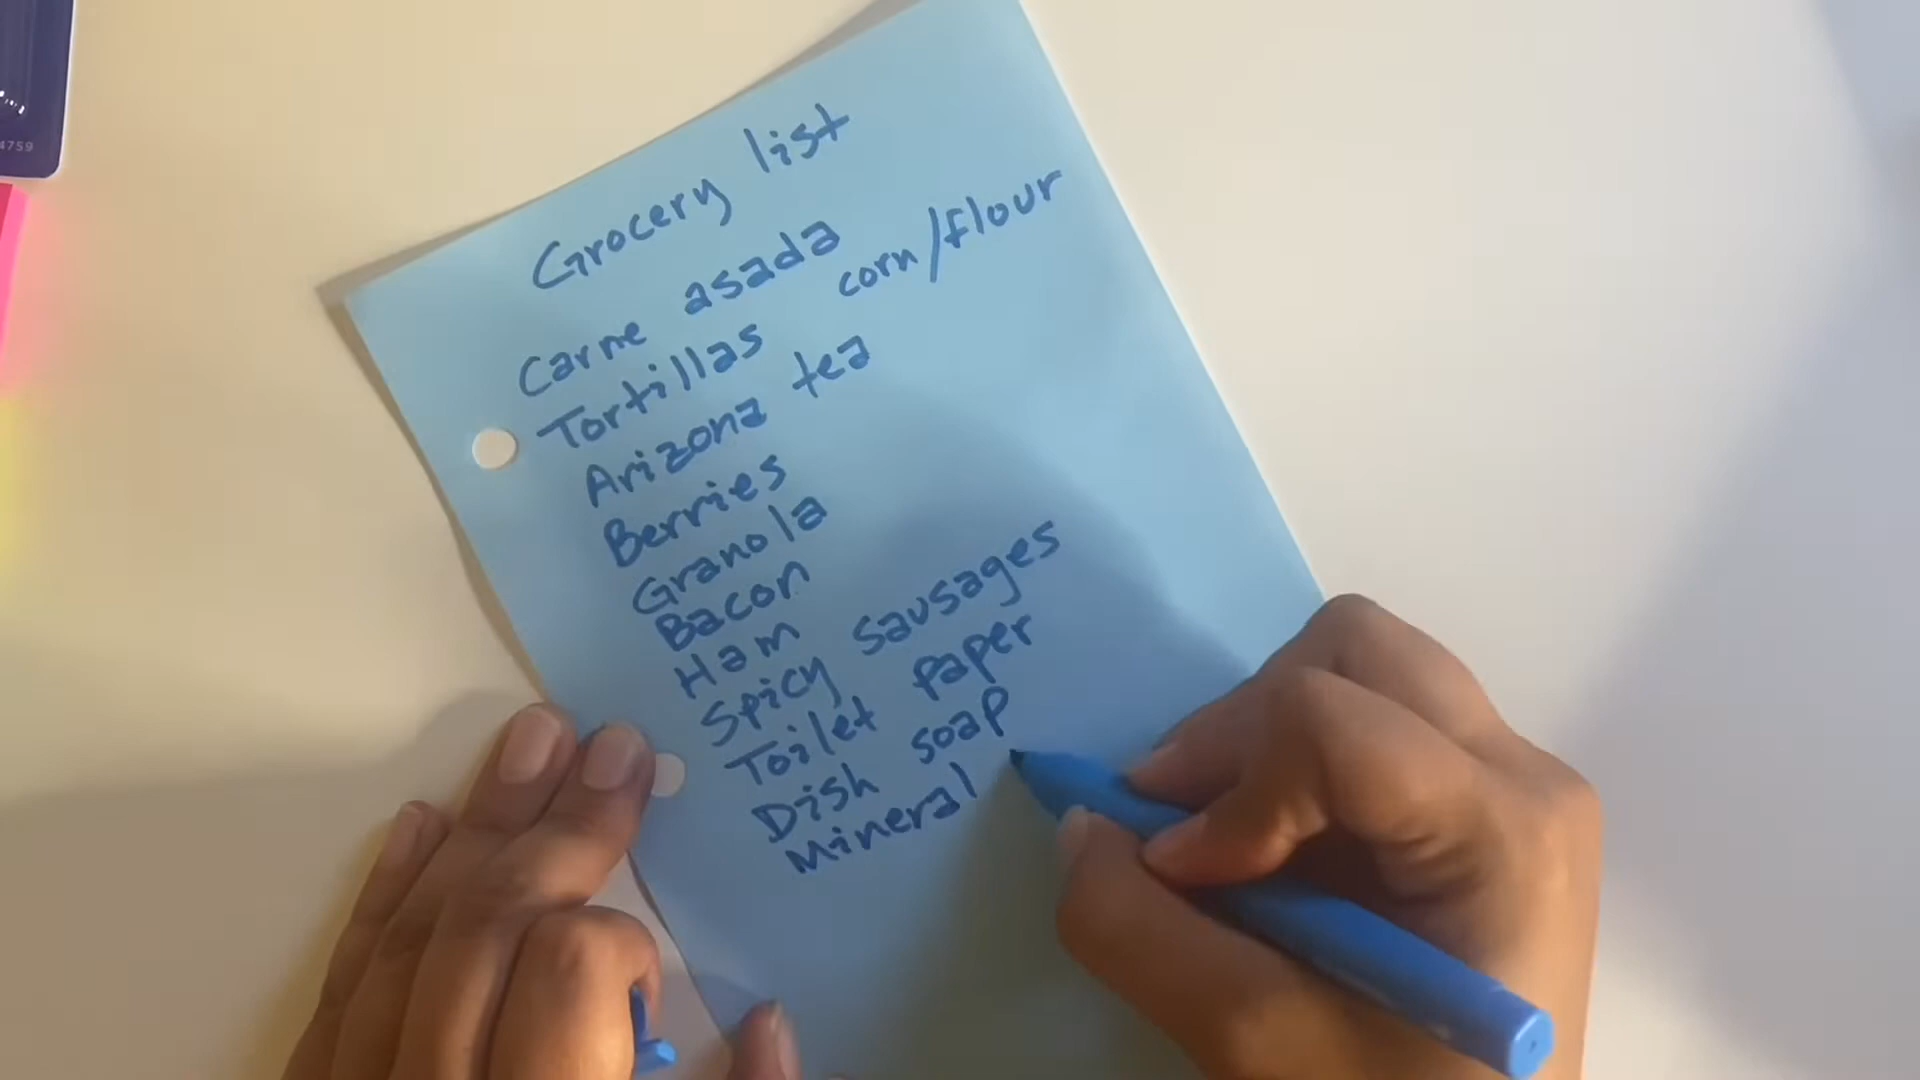 4759
Grocery list
Carne asada
Tortillas corn/flour
Arizona tea
Berries
Granola
Bacon
Ham
Spicy sausages
Toilet paper
Dish soap
Mineral